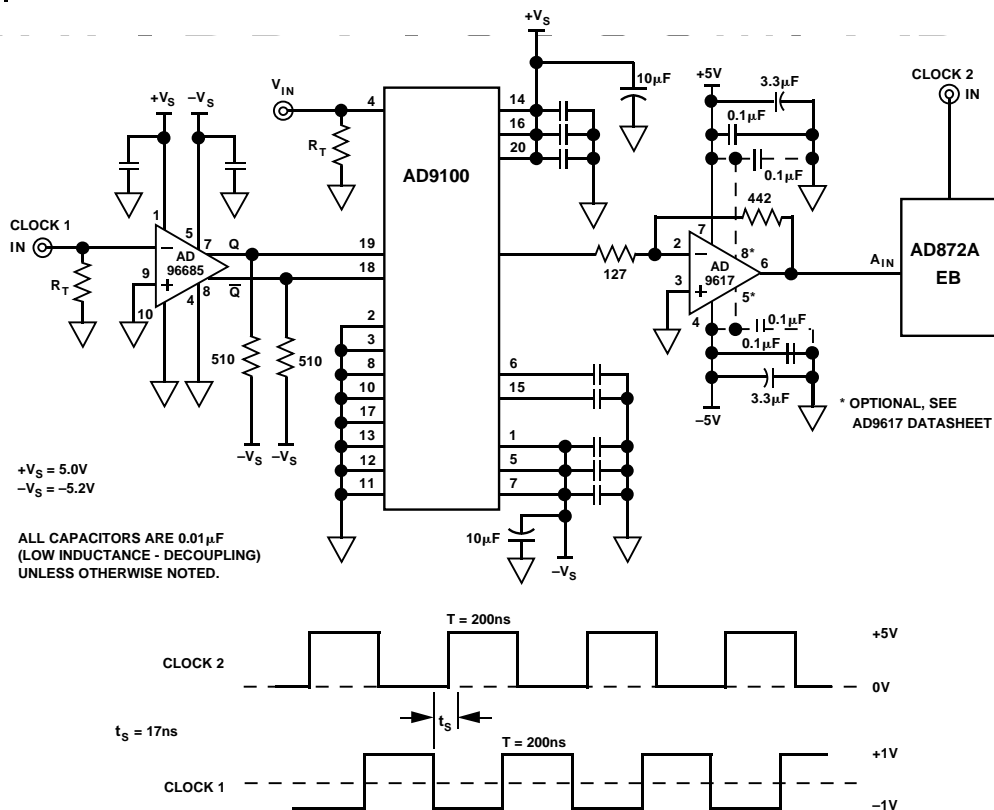 +VS
10μF
+5V
3.3μF
0.1μF
0.1μF
CLOCK 2
IN
+VS
–VS
VIN
4
RT
14
16
20
AD9100
CLOCK 1
IN
RT
1
5
7
Q
AD
96685
9
10
4
8
Q
19
18
510
510
–VS
–VS
2
3
8
10
17
13
12
11
6
15
1
5
7
10μF
–VS
127
442
7
2
3
AD
9617
8*
6
5*
4
0.1μF
0.1μF
3.3μF
–5V
AIN
AD872A
EB
* OPTIONAL, SEE
AD9617 DATASHEET
+VS = 5.0V
–VS = –5.2V
ALL CAPACITORS ARE 0.01μF
(LOW INDUCTANCE - DECOUPLING)
UNLESS OTHERWISE NOTED.
T = 200ns
+5V
CLOCK 2
0V
tS
tS = 17ns
T = 200ns
+1V
CLOCK 1
–1V